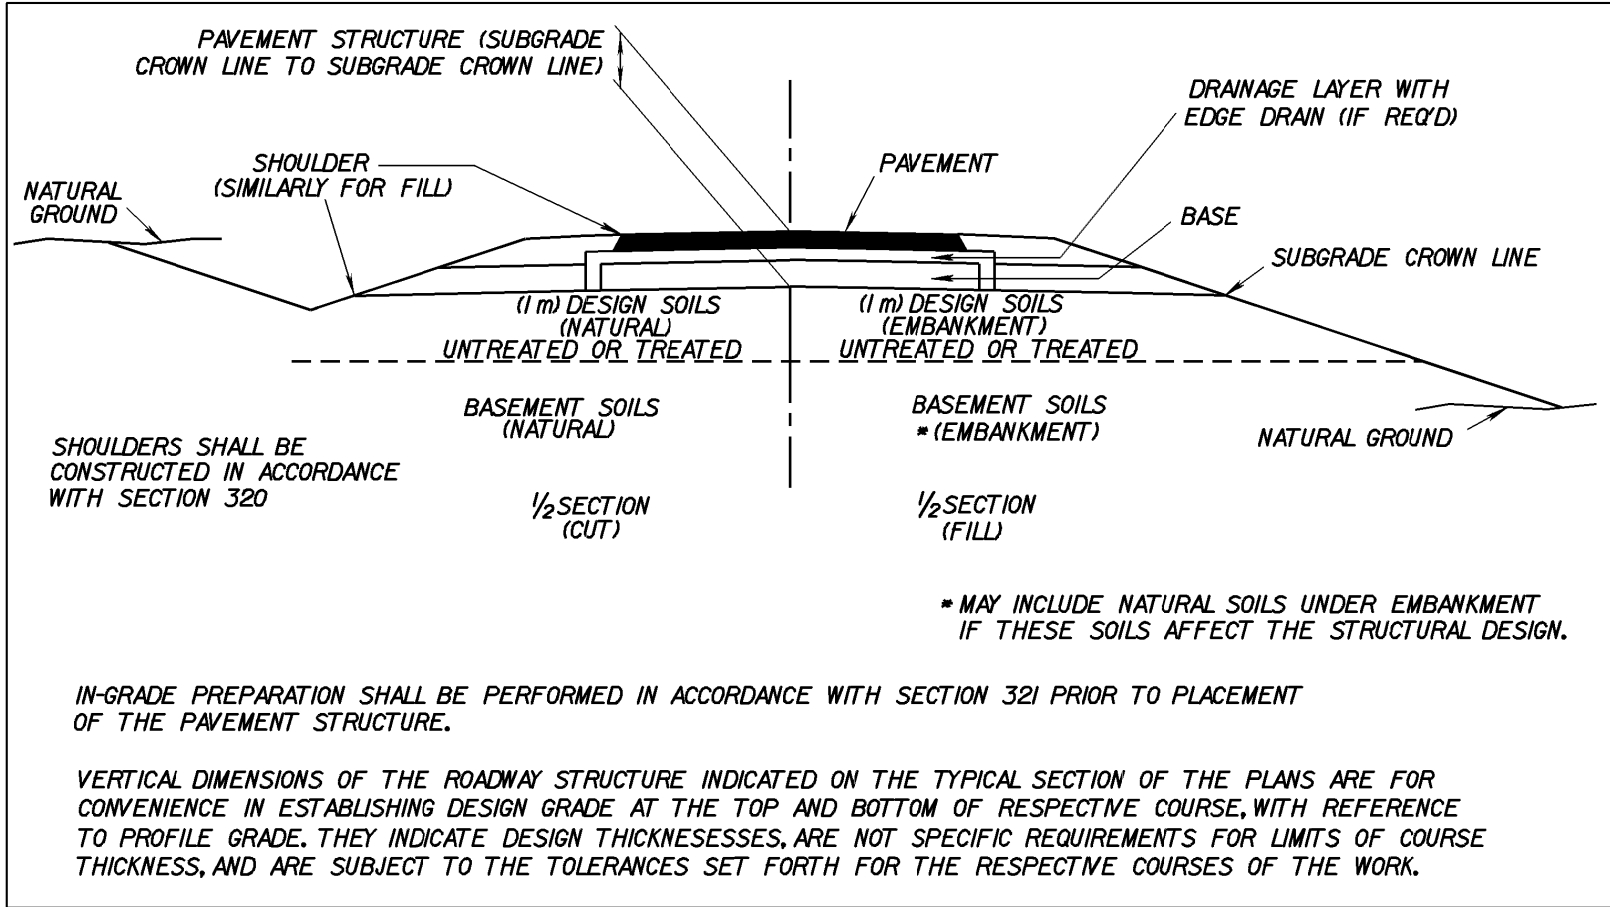 PAVEMENT STRUCTURE (SUBGRADE
CROWN LINE TO SUBGRADE CROWN LINE)
DRAINAGE LAYER WITH
EDGE DRAIN (IF REQ'D)
SHOULDER
(SIMILARLY FOR FILL)
PAVEMENT
NATURAL
GROUND
BASE
SUBGRADE CROWN LINE
(1 m) DESIGN SOILS
(NATURAL)
UNTREATED OR TREATED
(1 m) DESIGN SOILS
(EMBANKMENT)
UNTREATED OR TREATED
BASEMENT SOILS
(NATURAL)
BASEMENT SOILS
* (EMBANKMENT)
NATURAL GROUND
SHOULDERS SHALL BE
CONSTRUCTED IN ACCORDANCE
WITH SECTION 320
1/2 SECTION
(CUT)
1/2 SECTION
(FILL)
* MAY INCLUDE NATURAL SOILS UNDER EMBANKMENT
IF THESE SOILS AFFECT THE STRUCTURAL DESIGN.
IN-GRADE PREPARATION SHALL BE PERFORMED IN ACCORDANCE WITH SECTION 321 PRIOR TO PLACEMENT
OF THE PAVEMENT STRUCTURE.
VERTICAL DIMENSIONS OF THE ROADWAY STRUCTURE INDICATED ON THE TYPICAL SECTION OF THE PLANS ARE FOR
CONVENIENCE IN ESTABLISHING DESIGN GRADE AT THE TOP AND BOTTOM OF RESPECTIVE COURSE, WITH REFERENCE
TO PROFILE GRADE. THEY INDICATE DESIGN THICKNESESSES, ARE NOT SPECIFIC REQUIREMENTS FOR LIMITS OF COURSE
THICKNESS, AND ARE SUBJECT TO THE TOLERANCES SET FORTH FOR THE RESPECTIVE COURSES OF THE WORK.